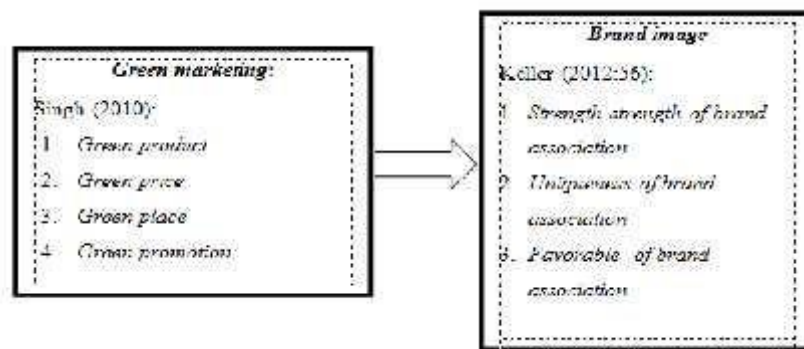 Green marketing:
Singh (2010):
1. Green product
2. Green price
3. Green place
4. Green promotion
Brand image
Keller (2012:56):
1. Strength strength of brand
association
2. Uniqueness of brand
association
3. Favorable of brand
association